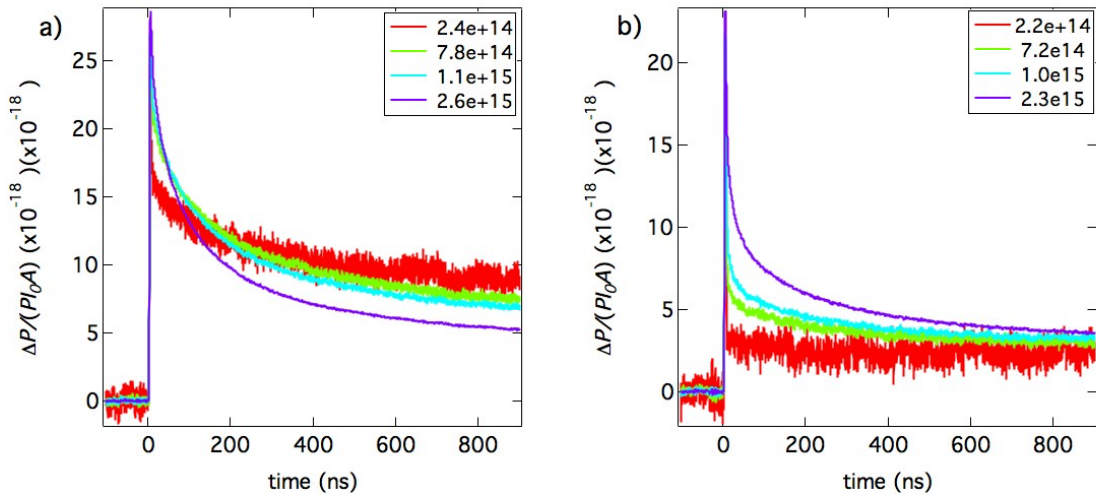 a)
2.4e+14
7.8e+14
1.1e+15
2.6e+15
25
20
15
10
5
0
ΔP/(PI₀A) (x10⁻¹⁸)(x10⁻¹⁸)
0 200 400 600 800
time (ns)
b)
2.2e+14
7.2e14
1.0e15
2.3e15
20
15
10
5
0
ΔP/(PI₀A) (x10⁻¹⁸)(x10⁻¹⁸)
0 200 400 600 800
time (ns)